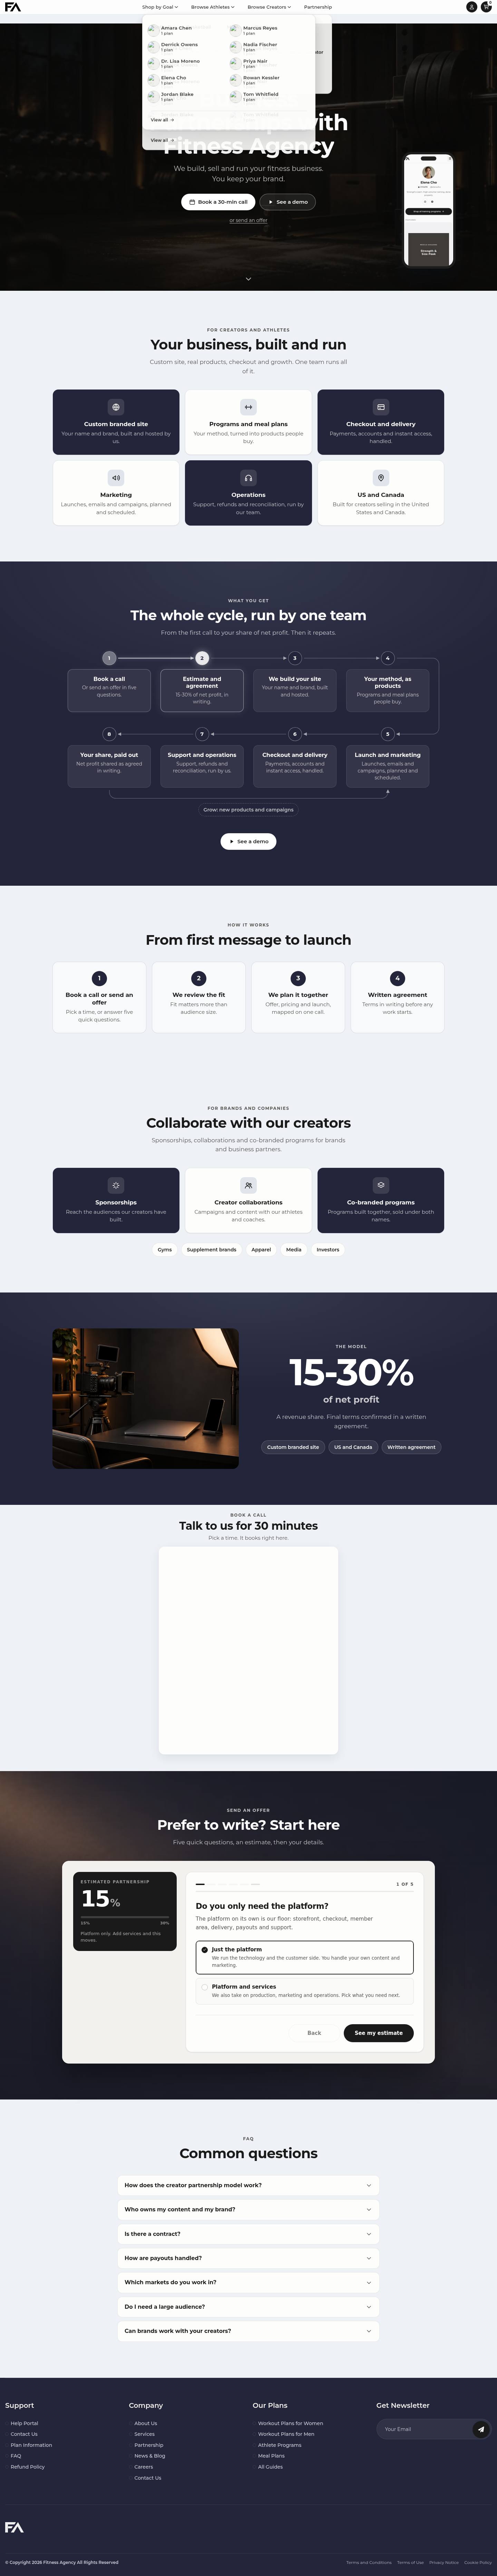 FA
Shop by Goal
Browse Athletes
Browse Creators
Partnership
Amara Chen
1 plan
Marcus Reyes
1 plan
Derrick Owens
1 plan
Nadia Fischer
1 plan
Dr. Lisa Moreno
1 plan
Priya Nair
1 plan
Elena Cho
1 plan
Rowan Kessler
1 plan
Jordan Blake
1 plan
Tom Whitfield
1 plan
View all →
View all →
with
Fitness Agency
We build, sell and run your fitness business.
You keep your brand.
Book a 30-min call
See a demo
or send an offer
Elena Cho
FOR CREATORS AND ATHLETES
Your business, built and run
Custom site, real products, checkout and growth. One team runs all
of it.
Custom branded site
Your name and brand, built and hosted by
us.
Programs and meal plans
Your method, turned into products people
buy.
Checkout and delivery
Payments, accounts and instant access,
handled.
Marketing
Launches, emails and campaigns, planned
and scheduled.
Operations
Support, refunds and reconciliation, run by
our team.
US and Canada
Built for creators selling in the United
States and Canada.
WHAT YOU GET
The whole cycle, run by one team
From the first call to your share of net profit. Then it repeats.
1
2
3
4
Book a call
Or send an offer in five
questions.
Estimate and
agreement
15-30% of net profit, in
writing.
We build your site
Your name and brand, built
and hosted.
Your method, as
products
Programs and meal plans
people buy.
8
7
6
5
Your share, paid out
Net profit shared as agreed
in writing.
Support and operations
Support, refunds and
reconciliation, run by us.
Checkout and delivery
Payments, accounts and
instant access, handled.
Launch and marketing
Launches, emails and
campaigns, planned and
scheduled.
Grow: new products and campaigns
See a demo
HOW IT WORKS
From first message to launch
1
Book a call or send an
offer
Pick a time, or answer five
quick questions.
2
We review the fit
Fit matters more than
audience size.
3
We plan it together
Offer, pricing and launch,
mapped on one call.
4
Written agreement
Terms in writing before any
work starts.
FOR BRANDS AND COMPANIES
Collaborate with our creators
Sponsorships, collaborations and co-branded programs for brands
and business partners.
Sponsorships
Reach the audiences our creators have
built.
Creator collaborations
Campaigns and content with our athletes
and coaches.
Co-branded programs
Programs built together, sold under both
names.
Gyms
Supplement brands
Apparel
Media
Investors
THE MODEL
15-30%
of net profit
A revenue share. Final terms confirmed in a written
agreement.
Custom branded site
US and Canada
Written agreement
BOOK A CALL
Talk to us for 30 minutes
Pick a time. It books right here.
SEND AN OFFER
Prefer to write? Start here
Five quick questions, an estimate, then your details.
ESTIMATED PARTNERSHIP
15%
30%
Platform only. Add services and this
moves.
1 OF 5
Do you only need the platform?
The platform on its own is our floor: storefront, checkout, member
area, delivery, payouts and support.
Just the platform
We run the technology and the customer side. You handle your own content and
marketing.
Platform and services
We also take on production, marketing and operations. Pick what you need next.
Back
See my estimate
FAQ
Common questions
How does the creator partnership model work?
Who owns my content and my brand?
Is there a contract?
How are payouts handled?
Which markets do you work in?
Do I need a large audience?
Can brands work with your creators?
Support
Help Portal
Contact Us
Plan Information
FAQ
Refund Policy
Company
About Us
Services
Partnership
News & Blog
Careers
Contact Us
Our Plans
Workout Plans for Women
Workout Plans for Men
Athlete Programs
Meal Plans
All Guides
Get Newsletter
Your Email
FA
© Copyright 2026 Fitness Agency All Rights Reserved
Terms and Conditions
Terms of Use
Privacy Notice
Cookie Policy